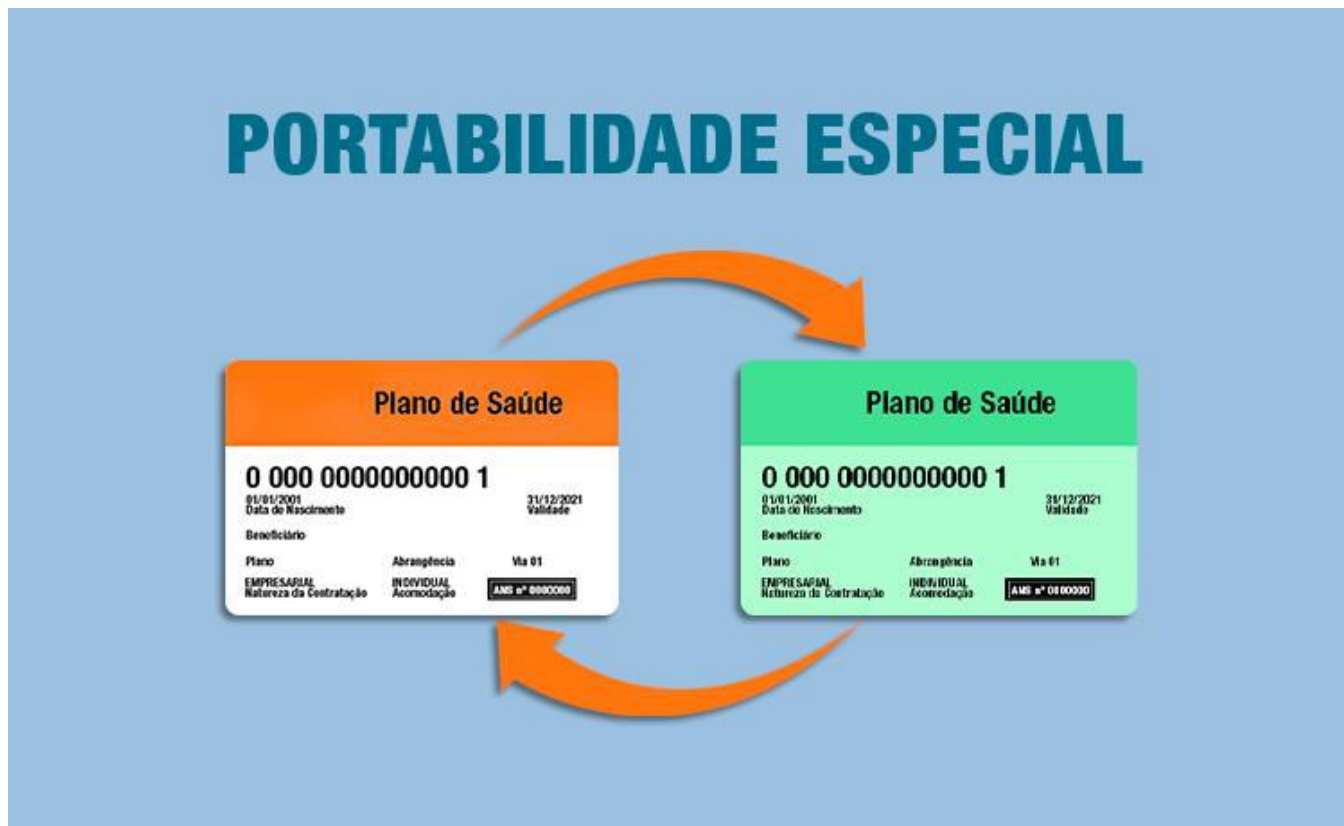 PORTABILIDADE ESPECIAL
Plano de Saúde
0 000 0000000000 1
01/01/2001
Data de Nascimento
31/12/2021
Validade
Beneficiário
Plano
Abrangência
Via 01
EMPRESARIAL
Natureza da Contratação
INDIVIDUAL
Acomodação
ANS nº 0000000
Plano de Saúde
0 000 0000000000 1
01/01/2001
Data de Nascimento
31/12/2021
Validade
Beneficiário
Plano
Abrangência
Via 01
EMPRESARIAL
Natureza da Contratação
INDIVIDUAL
Acomodação
ANS nº 0000000